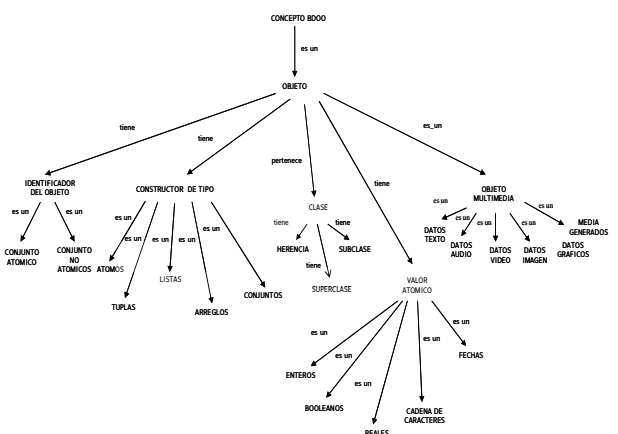 CONCEPTO BDOO
es un
OBJETO
es_un
tiene
tiene
pertenece
tiene
IDENTIFICADOR
DEL OBJETO
CONSTRUCTOR DE TIPO
OBJETO
MULTIMEDIA
CLASE
es un
es un
es un
es un
es un
es un
es un
tiene
tiene
tiene
es un
es un
es un
es un
es un
CONJUNTO
ATOMICO
CONJUNTO
NO
ATOMICOS
ATOMOS
LISTAS
TUPLAS
ARREGLOS
CONJUNTOS
HERENCIA
SUBCLASE
SUPERCLASE
DATOS
TEXTO
DATOS
AUDIO
DATOS
VIDEO
DATOS
IMAGEN
DATOS
GRAFICOS
MEDIA
GENERADOS
VALOR
ATOMICO
es un
es un
es un
es un
es un
ENTEROS
BOOLEANOS
REALES
CADENA DE
CARACTERES
FECHAS